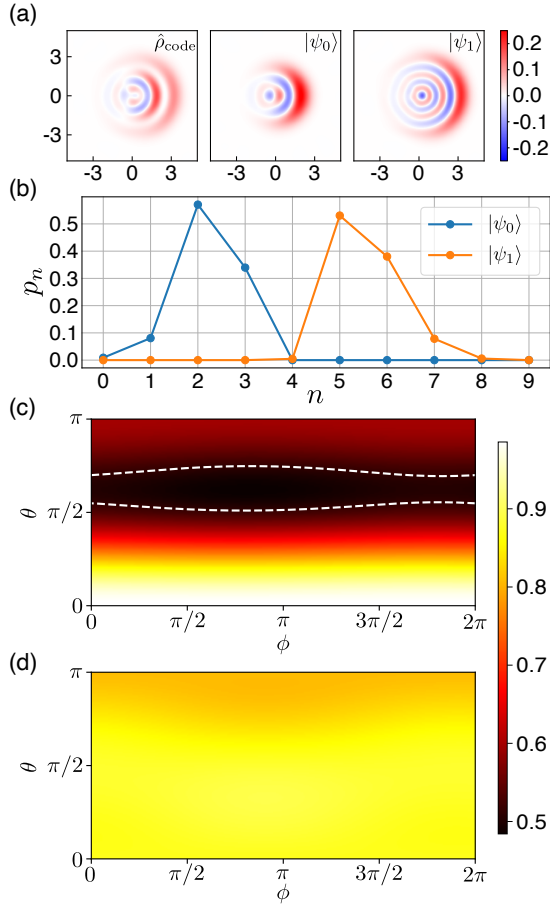 (a)
ρ̂code |ψ0⟩ |ψ1⟩
3
0
-3
-3 0 3 -3 0 3 -3 0 3
0.2
0.1
0.0
-0.1
-0.2
(b)
pn
0.5
0.4
0.3
0.2
0.1
0.0
|ψ0⟩
|ψ1⟩
0 1 2 3 4 5 6 7 8 9
n
(c)
π
θ π/2
0
0 π/2 π 3π/2 2π
ϕ
(d)
π
θ π/2
0
0 π/2 π 3π/2 2π
ϕ
0.9
0.8
0.7
0.6
0.5